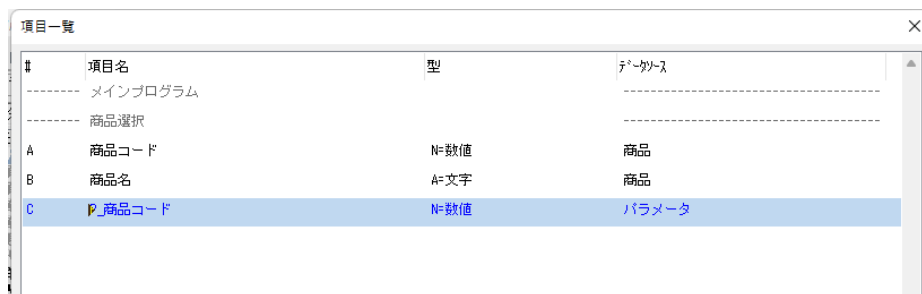 項目一覧
# 項目名 型 ﾃﾞｰﾀｿｰｽ
-------- メインプログラム ------------------------------------
-------- 商品選択 ------------------------------------
A 商品コード N=数値 商品
B 商品名 A=文字 商品
C P_商品コード N=数値 パラメータ